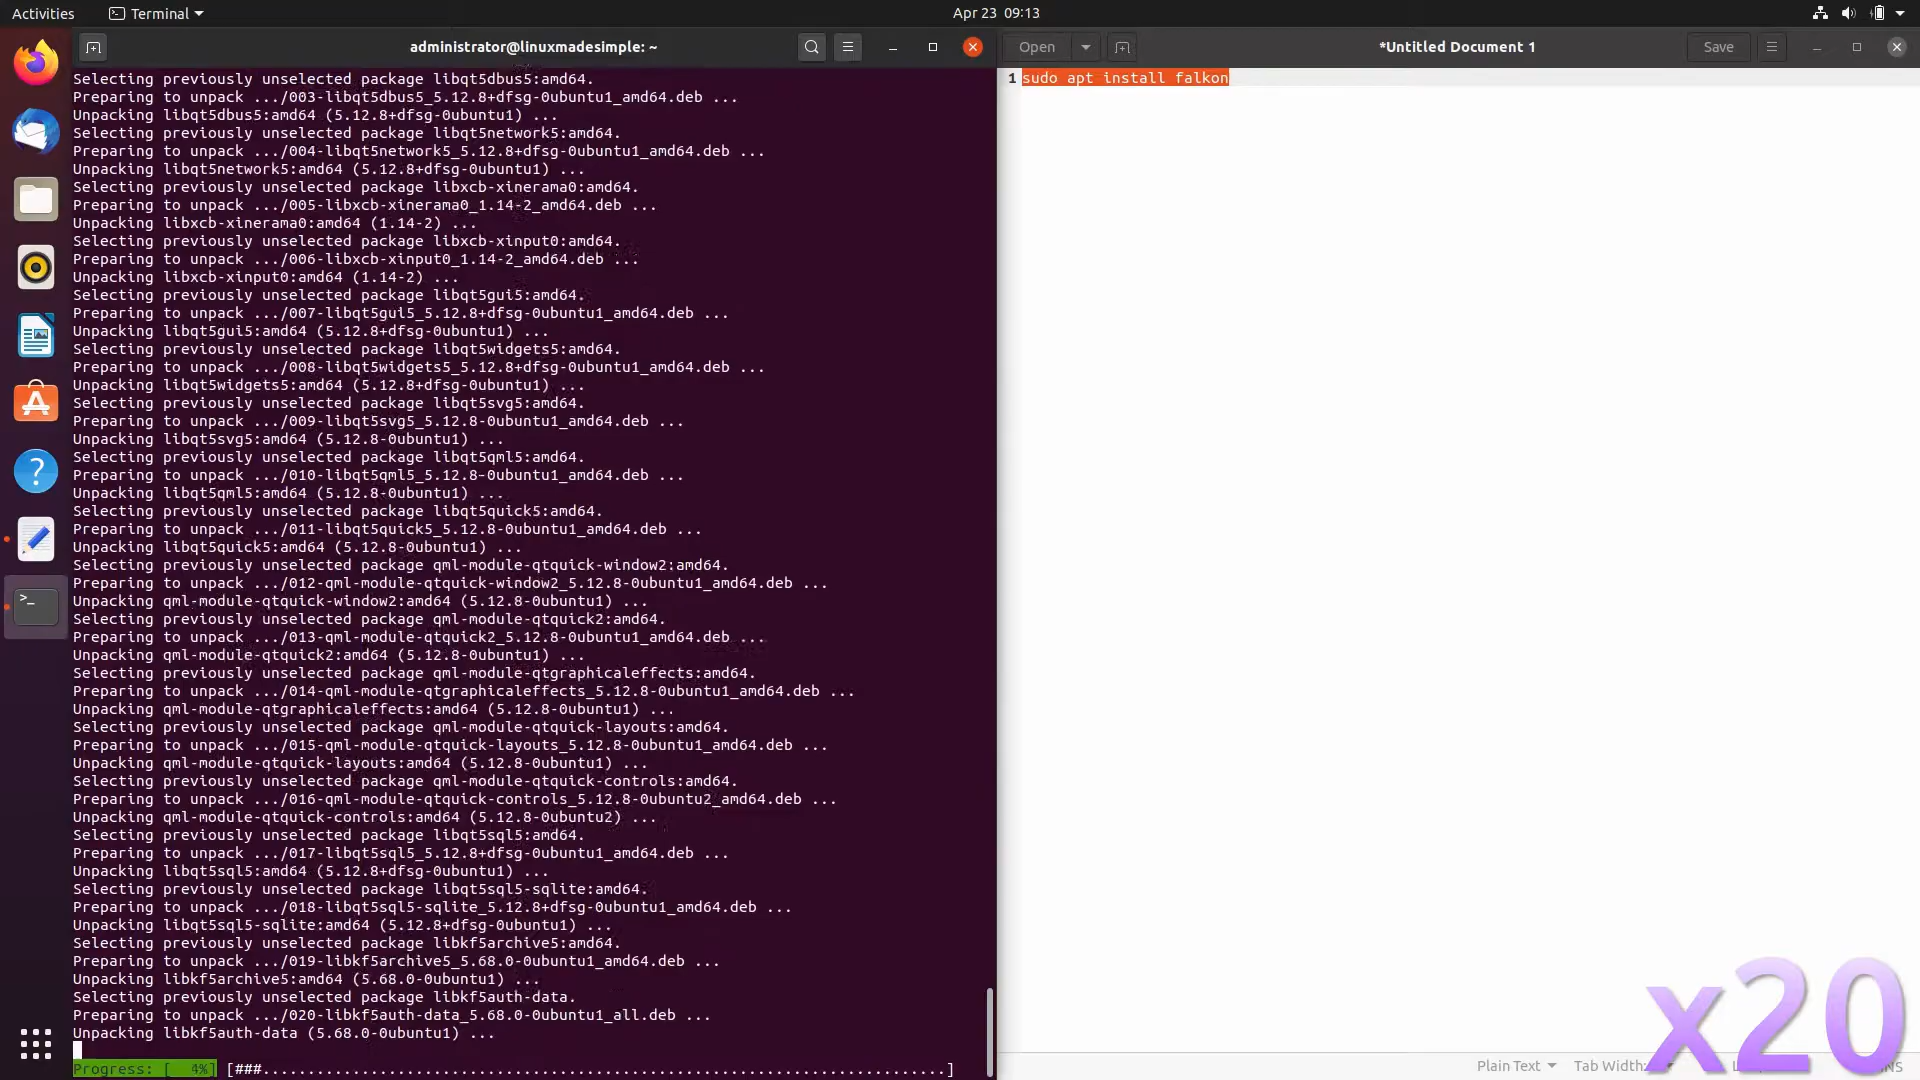 Activities
Terminal
Apr 23 09:13
administrator@linuxmadesimple: ~
Selecting previously unselected package libqt5dbus5:amd64.
Preparing to unpack .../003-libqt5dbus5_5.12.8+dfsg-0ubuntu1_amd64.deb ...
Unpacking libqt5dbus5:amd64 (5.12.8+dfsg-0ubuntu1) ...
Selecting previously unselected package libqt5network5:amd64.
Preparing to unpack .../004-libqt5network5_5.12.8+dfsg-0ubuntu1_amd64.deb ...
Unpacking libqt5network5:amd64 (5.12.8+dfsg-0ubuntu1) ...
Selecting previously unselected package libxcb-xinerama0:amd64.
Preparing to unpack .../005-libxcb-xinerama0_1.14-2_amd64.deb ...
Unpacking libxcb-xinerama0:amd64 (1.14-2) ...
Selecting previously unselected package libxcb-xinput0:amd64.
Preparing to unpack .../006-libxcb-xinput0_1.14-2_amd64.deb ...
Unpacking libxcb-xinput0:amd64 (1.14-2) ...
Selecting previously unselected package libqt5gui5:amd64.
Preparing to unpack .../007-libqt5gui5_5.12.8+dfsg-0ubuntu1_amd64.deb ...
Unpacking libqt5gui5:amd64 (5.12.8+dfsg-0ubuntu1) ...
Selecting previously unselected package libqt5widgets5:amd64.
Preparing to unpack .../008-libqt5widgets5_5.12.8+dfsg-0ubuntu1_amd64.deb ...
Unpacking libqt5widgets5:amd64 (5.12.8+dfsg-0ubuntu1) ...
Selecting previously unselected package libqt5svg5:amd64.
Preparing to unpack .../009-libqt5svg5_5.12.8-0ubuntu1_amd64.deb ...
Unpacking libqt5svg5:amd64 (5.12.8-0ubuntu1) ...
Selecting previously unselected package libqt5qml5:amd64.
Preparing to unpack .../010-libqt5qml5_5.12.8-0ubuntu1_amd64.deb ...
Unpacking libqt5qml5:amd64 (5.12.8-0ubuntu1) ...
Selecting previously unselected package libqt5quick5:amd64.
Preparing to unpack .../011-libqt5quick5_5.12.8-0ubuntu1_amd64.deb ...
Unpacking libqt5quick5:amd64 (5.12.8-0ubuntu1) ...
Selecting previously unselected package qml-module-qtquick-window2:amd64.
Preparing to unpack .../012-qml-module-qtquick-window2_5.12.8-0ubuntu1_amd64.deb ...
Unpacking qml-module-qtquick-window2:amd64 (5.12.8-0ubuntu1) ...
Selecting previously unselected package qml-module-qtquick2:amd64.
Preparing to unpack .../013-qml-module-qtquick2_5.12.8-0ubuntu1_amd64.deb ...
Unpacking qml-module-qtquick2:amd64 (5.12.8-0ubuntu1) ...
Selecting previously unselected package qml-module-qtgraphicaleffects:amd64.
Preparing to unpack .../014-qml-module-qtgraphicaleffects_5.12.8-0ubuntu1_amd64.deb ...
Unpacking qml-module-qtgraphicaleffects:amd64 (5.12.8-0ubuntu1) ...
Selecting previously unselected package qml-module-qtquick-layouts:amd64.
Preparing to unpack .../015-qml-module-qtquick-layouts_5.12.8-0ubuntu1_amd64.deb ...
Unpacking qml-module-qtquick-layouts:amd64 (5.12.8-0ubuntu1) ...
Selecting previously unselected package qml-module-qtquick-controls:amd64.
Preparing to unpack .../016-qml-module-qtquick-controls_5.12.8-0ubuntu2_amd64.deb ...
Unpacking qml-module-qtquick-controls:amd64 (5.12.8-0ubuntu2) ...
Selecting previously unselected package libqt5sql5:amd64.
Preparing to unpack .../017-libqt5sql5_5.12.8+dfsg-0ubuntu1_amd64.deb ...
Unpacking libqt5sql5:amd64 (5.12.8+dfsg-0ubuntu1) ...
Selecting previously unselected package libqt5sql5-sqlite:amd64.
Preparing to unpack .../018-libqt5sql5-sqlite_5.12.8+dfsg-0ubuntu1_amd64.deb ...
Unpacking libqt5sql5-sqlite:amd64 (5.12.8+dfsg-0ubuntu1) ...
Selecting previously unselected package libkf5archive5:amd64.
Preparing to unpack .../019-libkf5archive5_5.68.0-0ubuntu1_amd64.deb ...
Unpacking libkf5archive5:amd64 (5.68.0-0ubuntu1) ...
Selecting previously unselected package libkf5auth-data.
Preparing to unpack .../020-libkf5auth-data_5.68.0-0ubuntu1_all.deb ...
Unpacking libkf5auth-data (5.68.0-0ubuntu1) ...
Progress: [  4%] [###............................................................................]
Open
*Untitled Document 1
Save
1 sudo apt install falkon
Plain Text
Tab Width:
x20